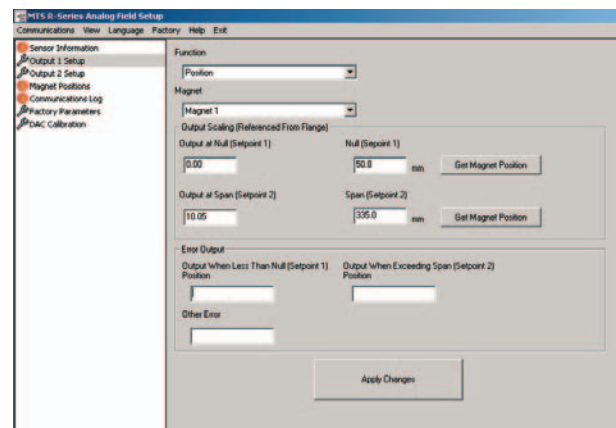 MTS R-Series Analog Field Setup
Communications View Language Factory Help Exit
Sensor Information
Output 1 Setup
Output 2 Setup
Magnet Positions
Communications Log
Factory Parameters
DAC Calibration
Function
Position
Magnet
Magnet 1
Output Scaling (Referenced From Flange)
Output at Null (Setpoint 1)
Null (Sepoint 1)
0.00
50.0
mm
Get Magnet Position
Output at Span (Setpoint 2)
Span (Setpoint 2)
10.05
335.0
mm
Get Magnet Position
Error Output
Output When Less Than Null (Setpoint 1)
Position
Output When Exceeding Span (Setpoint 2)
Position
Other Error
Apply Changes